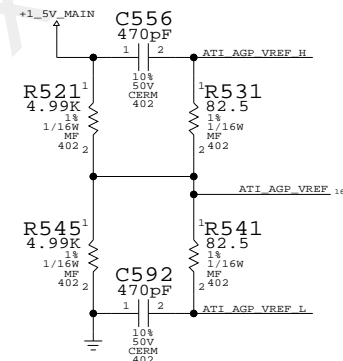 +1_5V_MAIN
C556
470pF
1 2
ATI_AGP_VREF_H
10%
50V
CERM
402
R521
4.99K
1%
1/16W
MF
402
1
2
R531
82.5
1%
1/16W
MF
402
1
2
ATI_AGP_VREF 16
R545
4.99K
1%
1/16W
MF
402
1
2
R541
82.5
1%
1/16W
MF
402
1
2
C592
470pF
1 2
ATI_AGP_VREF_L
10%
50V
CERM
402